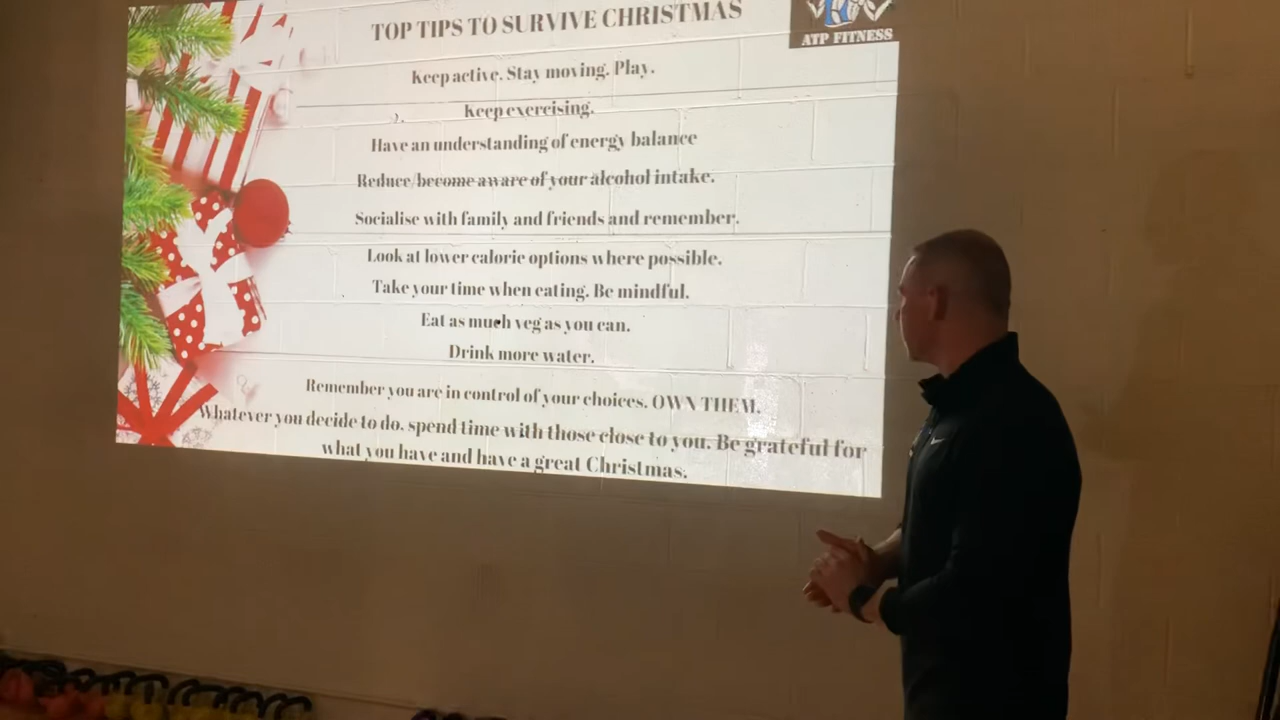 TOP TIPS TO SURVIVE CHRISTMAS
ATP FITNESS
Keep active. Stay moving. Play.
Keep exercising.
Have an understanding of energy balance
Reduce/become aware of your alcohol intake.
Socialise with family and friends and remember.
Look at lower calorie options where possible.
Take your time when eating. Be mindful.
Eat as much veg as you can.
Drink more water.
Remember you are in control of your choices. OWN THEM.
Whatever you decide to do, spend time with those close to you. Be grateful for
what you have and have a great Christmas.